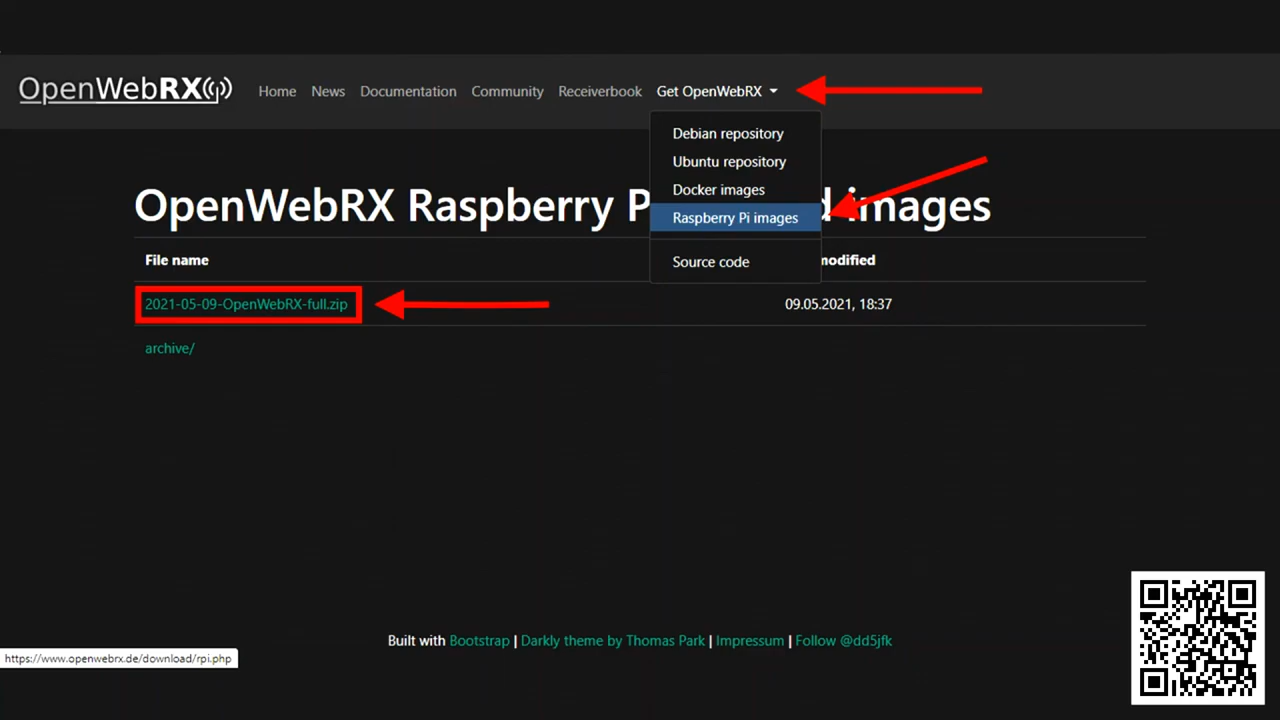 OpenWebRX Home News Documentation Community Receiverbook Get OpenWebRX
Debian repository
Ubuntu repository
Docker images
Raspberry Pi images
Source code
OpenWebRX Raspberry P d images
File name modified
2021-05-09-OpenWebRX-full.zip 09.05.2021, 18:37
archive/
Built with Bootstrap | Darkly theme by Thomas Park | Impressum | Follow @dd5jfk
https://www.openwebrx.de/download/rpi.php